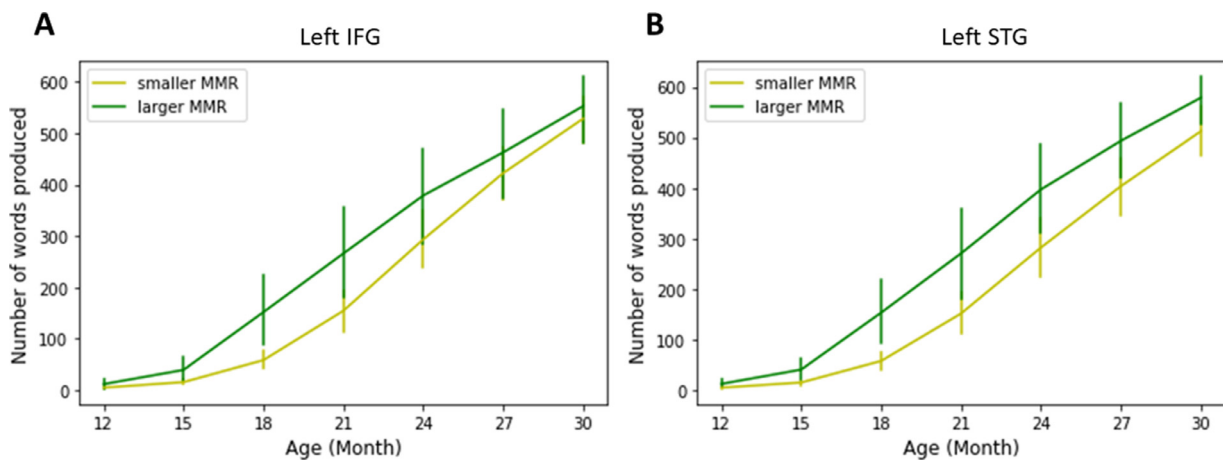 A
Left IFG
smaller MMR
larger MMR
Number of words produced
600
500
400
300
200
100
0
12 15 18 21 24 27 30
Age (Month)
B
Left STG
smaller MMR
larger MMR
Number of words produced
600
500
400
300
200
100
0
12 15 18 21 24 27 30
Age (Month)